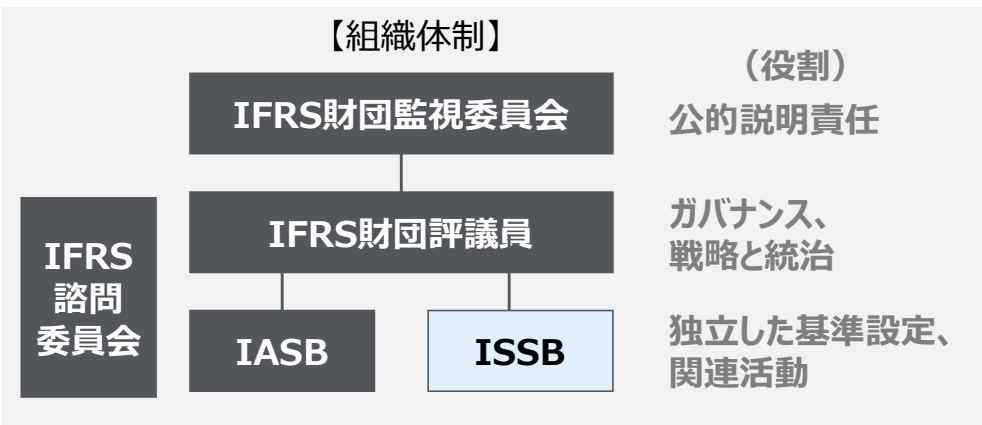 【組織体制】
（役割）
IFRS財団監視委員会
公的説明責任
IFRS財団評議員
ガバナンス、
戦略と統治
IFRS
諮問
委員会
IASB
ISSB
独立した基準設定、
関連活動